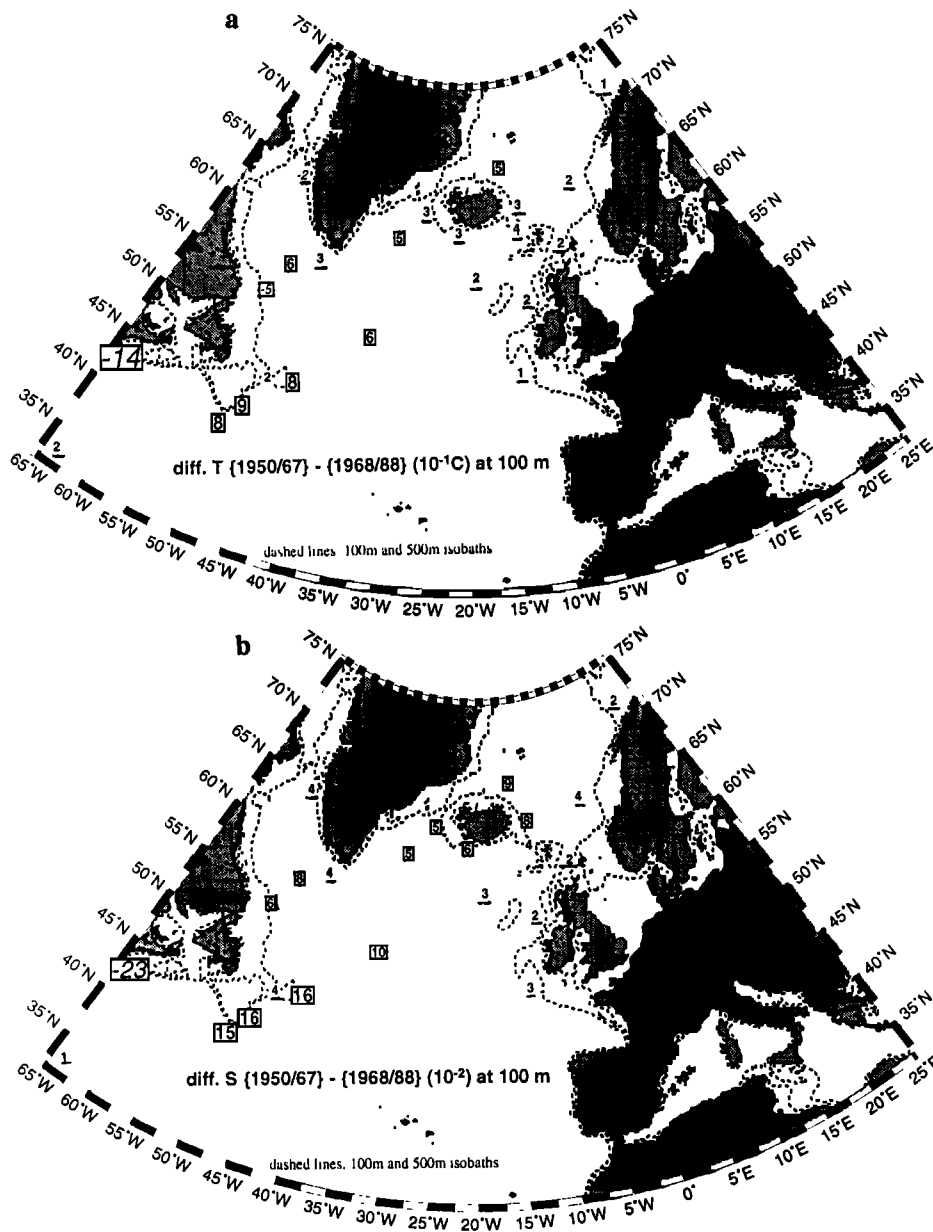 a
75°N
75°N
70°N
70°N
65°N
65°N
60°N
60°N
55°N
55°N
50°N
50°N
45°N
45°N
40°N
40°N
35°N
35°N
1
2
2
5
3
3
4
3
5
2
6
3
2
-5
2
6
-14
1
2
8
9
8
2
diff. T {1950/67} - {1968/88} (10⁻¹C) at 100 m
dashed lines 100m and 500m isobaths
65°W
60°W
55°W
50°W
45°W
40°W
35°W
30°W
25°W
20°W
15°W
10°W
5°W
0°
5°E
10°E
15°E
20°E
25°E
b
75°N
75°N
70°N
70°N
65°N
65°N
60°N
60°N
55°N
55°N
50°N
50°N
45°N
45°N
40°N
40°N
35°N
35°N
2
9
4
4
5
8
6
4
5
2
8
4
6
3
2
10
-23
3
4
16
16
15
diff. S {1950/67} - {1968/88} (10⁻²) at 100 m
dashed lines, 100m and 500m isobaths
65°W
60°W
55°W
50°W
45°W
40°W
35°W
30°W
25°W
20°W
15°W
10°W
5°W
0°
5°E
10°E
15°E
20°E
25°E